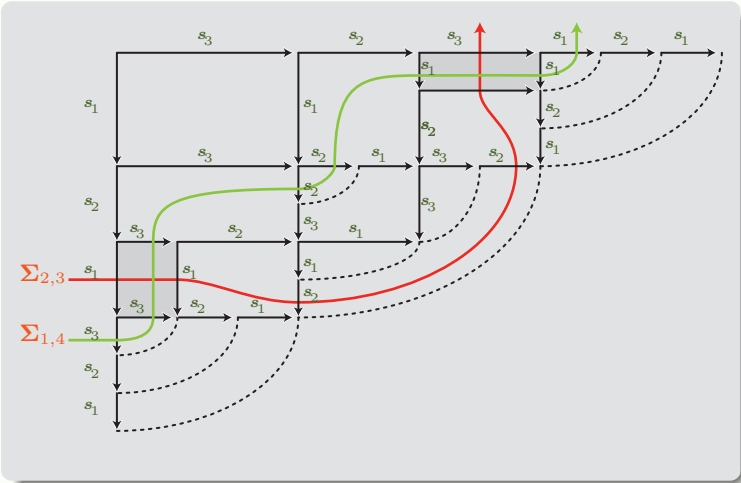 s₃ s₂ s₃ s₁ s₂ s₁
s₁ s₁
s₁ s₁ s₂
s₂ s₁
s₃ s₂ s₁ s₃ s₂
s₂ s₂ s₃
s₃ s₂ s₃ s₁
Σ₂,₃ s₁ s₁ s₁
s₃ s₂ s₁ s₂
Σ₁,₄ s₃
s₂
s₁